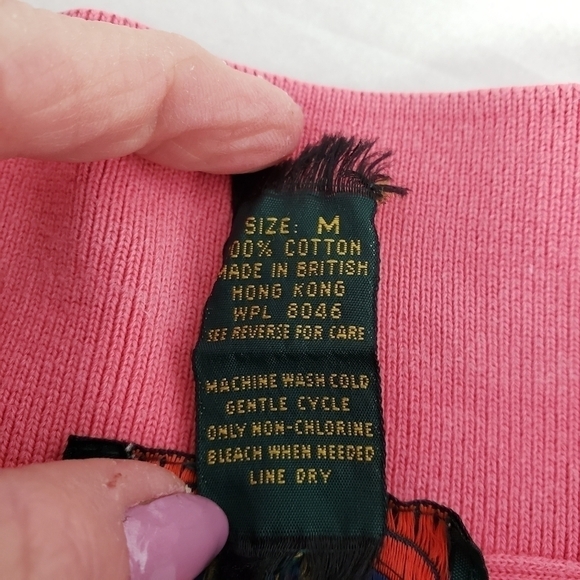 SIZE: M
00% COTTON
MADE IN BRITISH
HONG KONG
WPL 8046
SEE REVERSE FOR CARE
MACHINE WASH COLD
GENTLE CYCLE
ONLY NON-CHLORINE
BLEACH WHEN NEEDED
LINE DRY